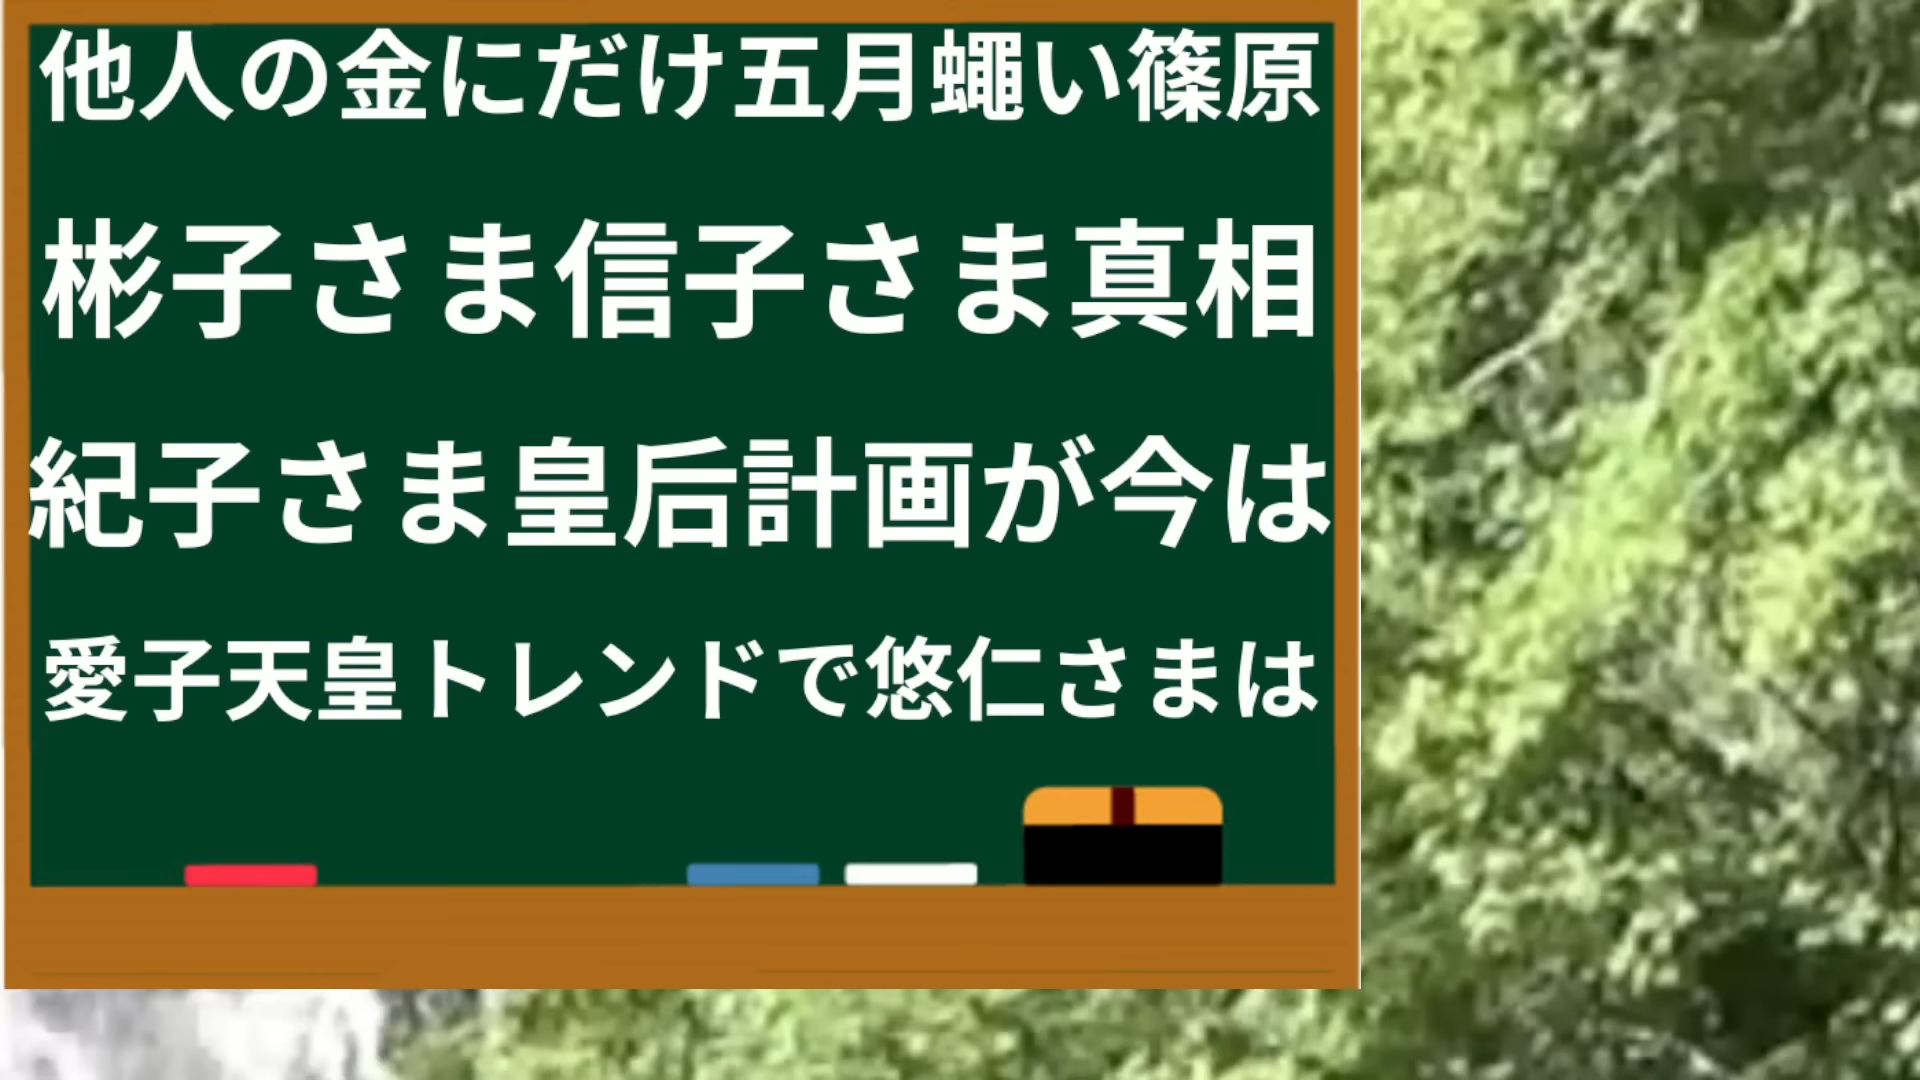 他人の金にだけ五月蠅い篠原
彬子さま信子さま真相
紀子さま皇后計画が今は
愛子天皇トレンドで悠仁さまは